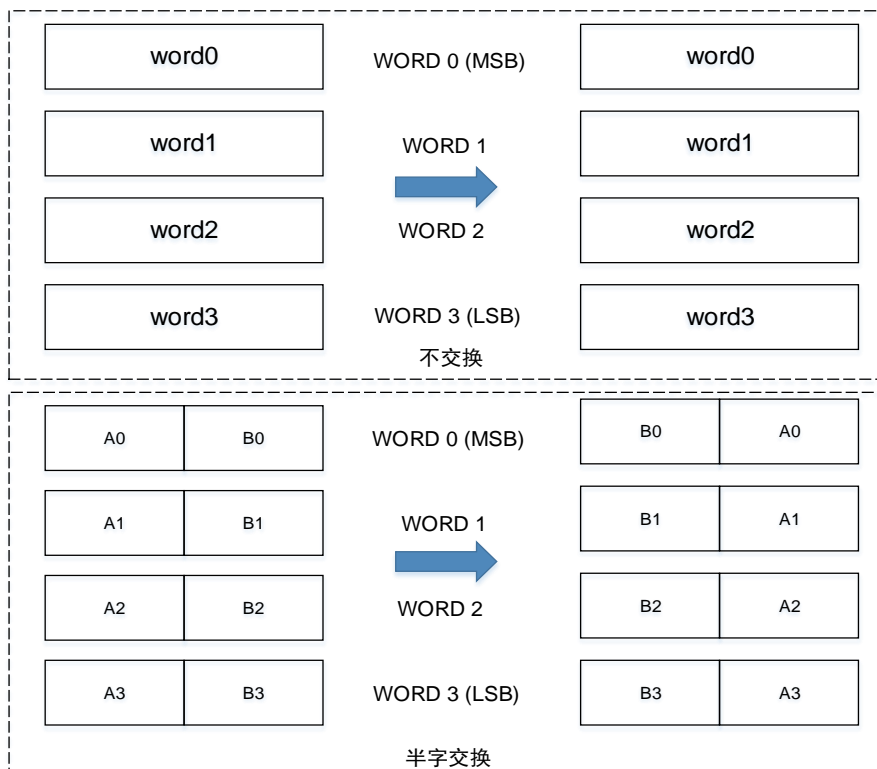 word0 WORD 0 (MSB) word0
word1 WORD 1 word1
word2 WORD 2 word2
word3 WORD 3 (LSB) word3
不交换
A0 B0 WORD 0 (MSB) B0 A0
A1 B1 WORD 1 B1 A1
A2 B2 WORD 2 B2 A2
A3 B3 WORD 3 (LSB) B3 A3
半字交换